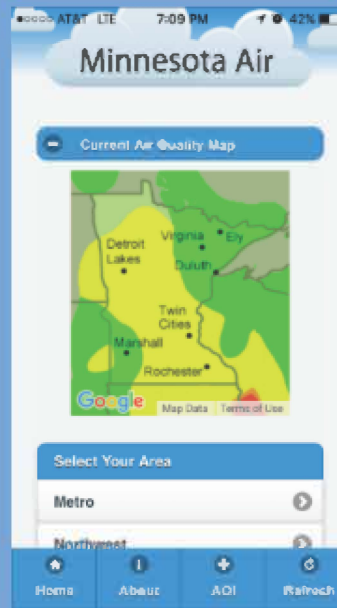 AT&T LTE 7:09 PM 42%
Minnesota Air
Current Air Quality Map
Virginia
Ely
Detroit
Lakes
Duluth
Twin
Cities
Marshall
Rochester
Google Map Data Terms of Use
Select Your Area
Metro
Northwest
Home About AQI Refresh